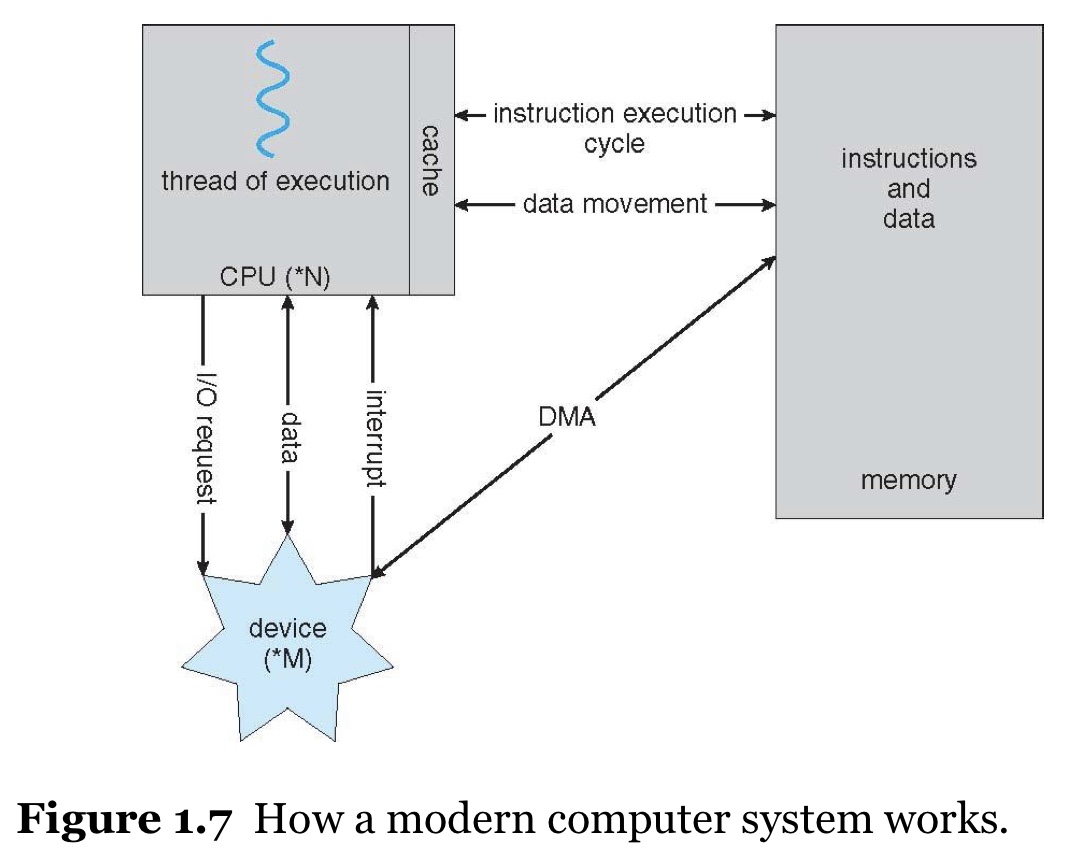 thread of execution
CPU (*N)
cache
instruction execution
cycle
data movement
instructions
and
data
memory
I/O request
data
interrupt
DMA
device
(*M)
Figure 1.7 How a modern computer system works.